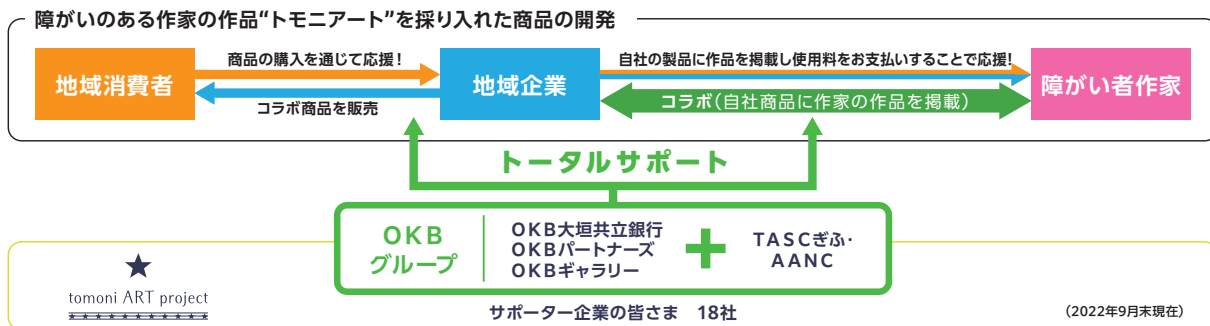 障がいのある作家の作品“トモニアート”を採り入れた商品の開発
地域消費者
商品の購入を通じて応援！
コラボ商品を販売
地域企業
自社の製品に作品を掲載し使用料をお支払いすることで応援!
コラボ(自社商品に作家の作品を掲載)
障がい者作家
トータルサポート
OKB
グループ
OKB大垣共立銀行
OKBパートナーズ
OKBギャラリー
+
TASCぎふ・
AANC
tomoni ART project
サポーター企業の皆さま 18社
(2022年9月末現在)